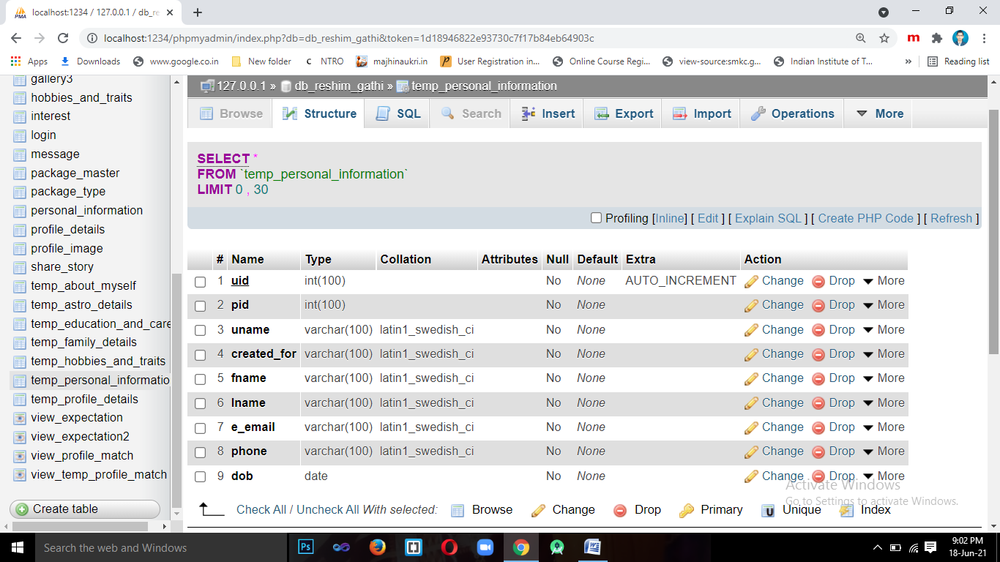 localhost:1234 / 127.0.0.1 / db_re
localhost:1234/phpmyadmin/index.php?db=db_reshim_gathi&token=1d18946822e93730c7f17b84eb64903c
Apps Downloads www.google.co.in New folder NTRO majhinaukri.in User Registration in... Online Course Regi... view-source:smkc.g... Indian Institute of T... » Reading list
gallery3
hobbies_and_traits
interest
login
message
package_master
package_type
personal_information
profile_details
profile_image
share_story
temp_about_myself
temp_astro_details
temp_education_and_care
temp_family_details
temp_hobbies_and_traits
temp_personal_informatio
temp_profile_details
view_expectation
view_expectation2
view_profile_match
view_temp_profile_match
Create table
127.0.0.1 » db_reshim_gathi » temp_personal_information
Browse Structure SQL Search Insert Export Import Operations More
SELECT *
FROM `temp_personal_information`
LIMIT 0 , 30
Profiling [Inline] [ Edit ] [ Explain SQL ] [ Create PHP Code ] [ Refresh ]
# Name Type Collation Attributes Null Default Extra Action
1 uid int(100) No None AUTO_INCREMENT Change Drop More
2 pid int(100) No None Change Drop More
3 uname varchar(100) latin1_swedish_ci No None Change Drop More
4 created_for varchar(100) latin1_swedish_ci No None Change Drop More
5 fname varchar(100) latin1_swedish_ci No None Change Drop More
6 lname varchar(100) latin1_swedish_ci No None Change Drop More
7 e_email varchar(100) latin1_swedish_ci No None Change Drop More
8 phone varchar(100) latin1_swedish_ci No None Change Drop More
9 dob date No None Change Drop More
Check All / Uncheck All With selected: Browse Change Drop Primary Unique Index
Activate Windows
Go to Settings to activate Windows.
Search the web and Windows
9:02 PM
18-Jun-21